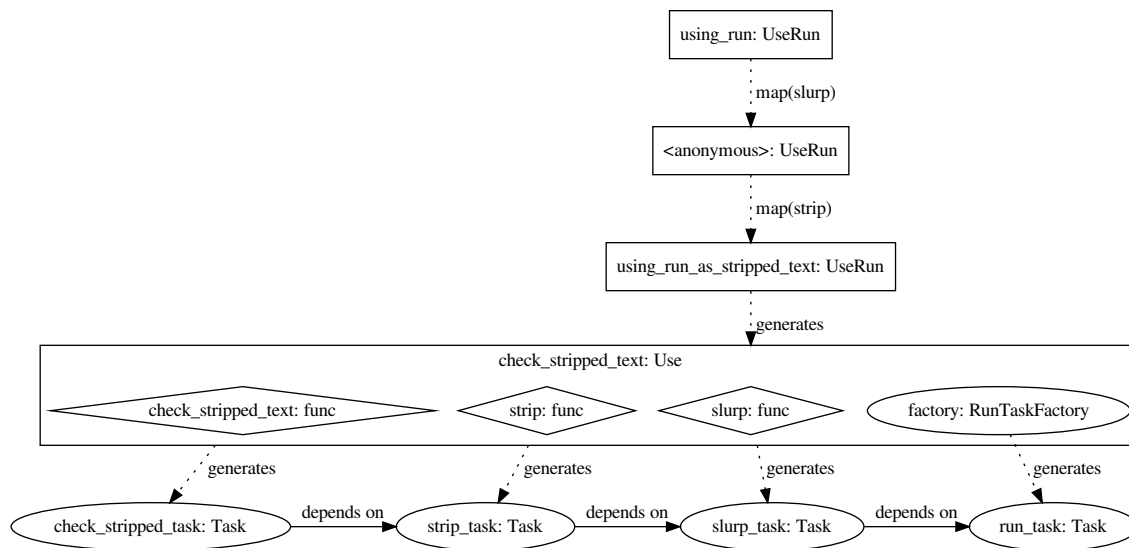 using_run: UseRun
map(slurp)
<anonymous>: UseRun
map(strip)
using_run_as_stripped_text: UseRun
generates
check_stripped_text: Use
check_stripped_text: func
strip: func
slurp: func
factory: RunTaskFactory
generates
generates
generates
generates
check_stripped_task: Task
depends on
strip_task: Task
depends on
slurp_task: Task
depends on
run_task: Task